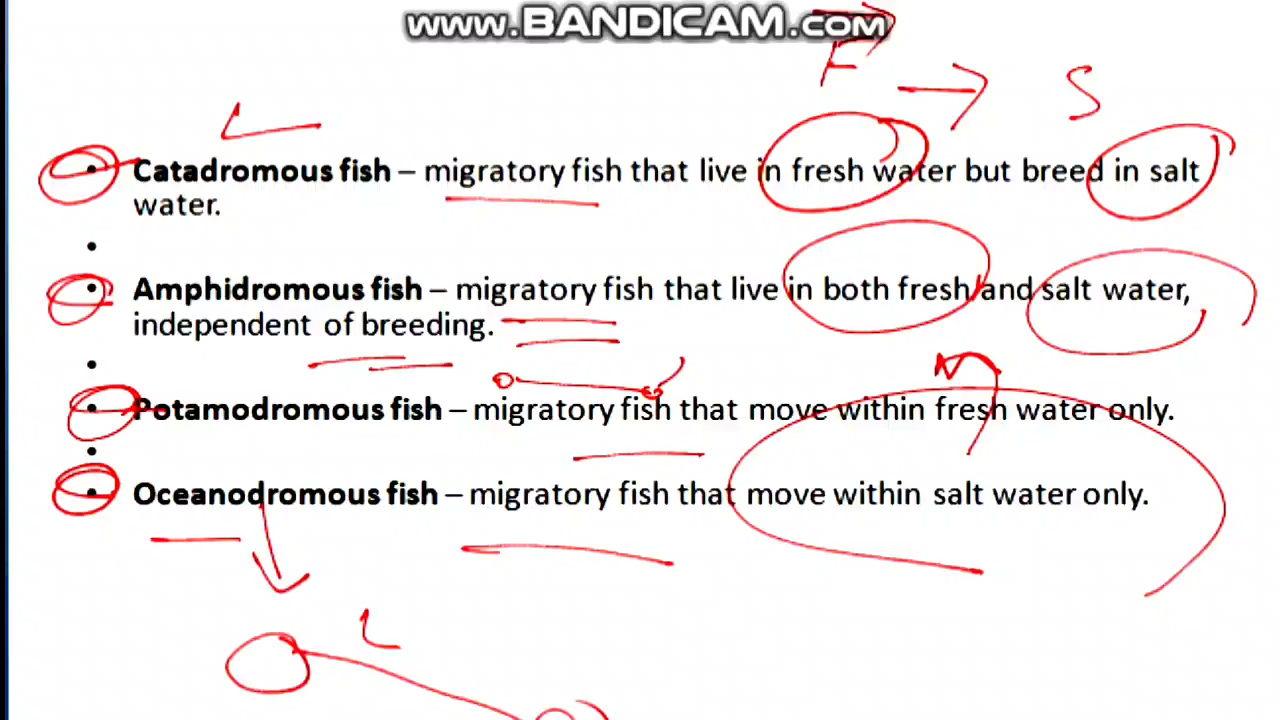 www.BANDICAM.com
F
S
• Catadromous fish – migratory fish that live in fresh water but breed in salt
water.
•
• Amphidromous fish – migratory fish that live in both fresh and salt water,
independent of breeding.
•
• Potamodromous fish – migratory fish that move within fresh water only.
•
• Oceanodromous fish – migratory fish that move within salt water only.